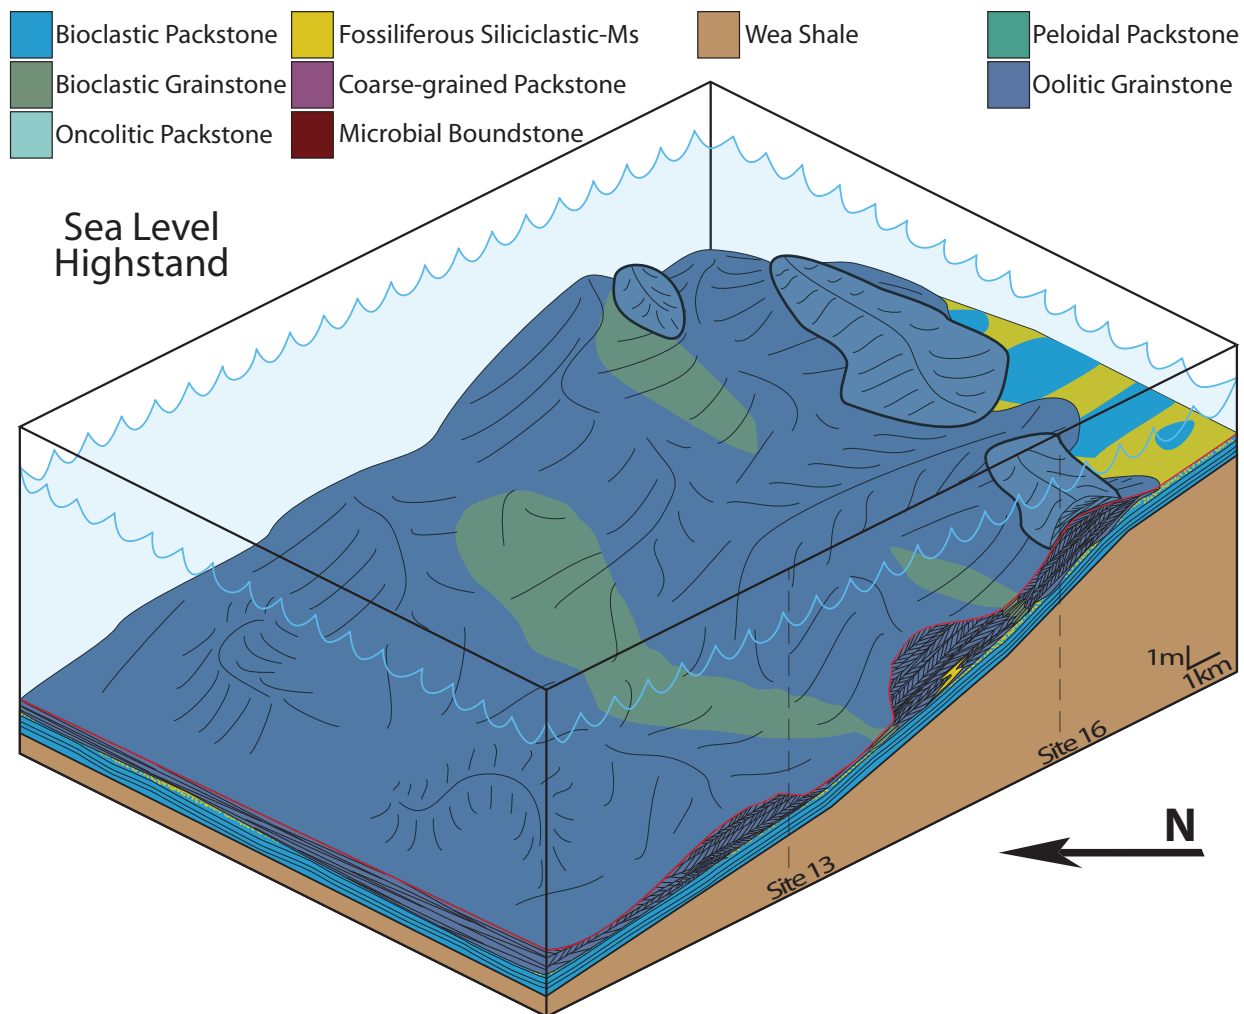 Bioclastic Packstone
Fossiliferous Siliciclastic-Ms
Wea Shale
Peloidal Packstone
Bioclastic Grainstone
Coarse-grained Packstone
Oolitic Grainstone
Oncolitic Packstone
Microbial Boundstone
Sea Level
Highstand
1m
1km
Site 16
Site 13
N